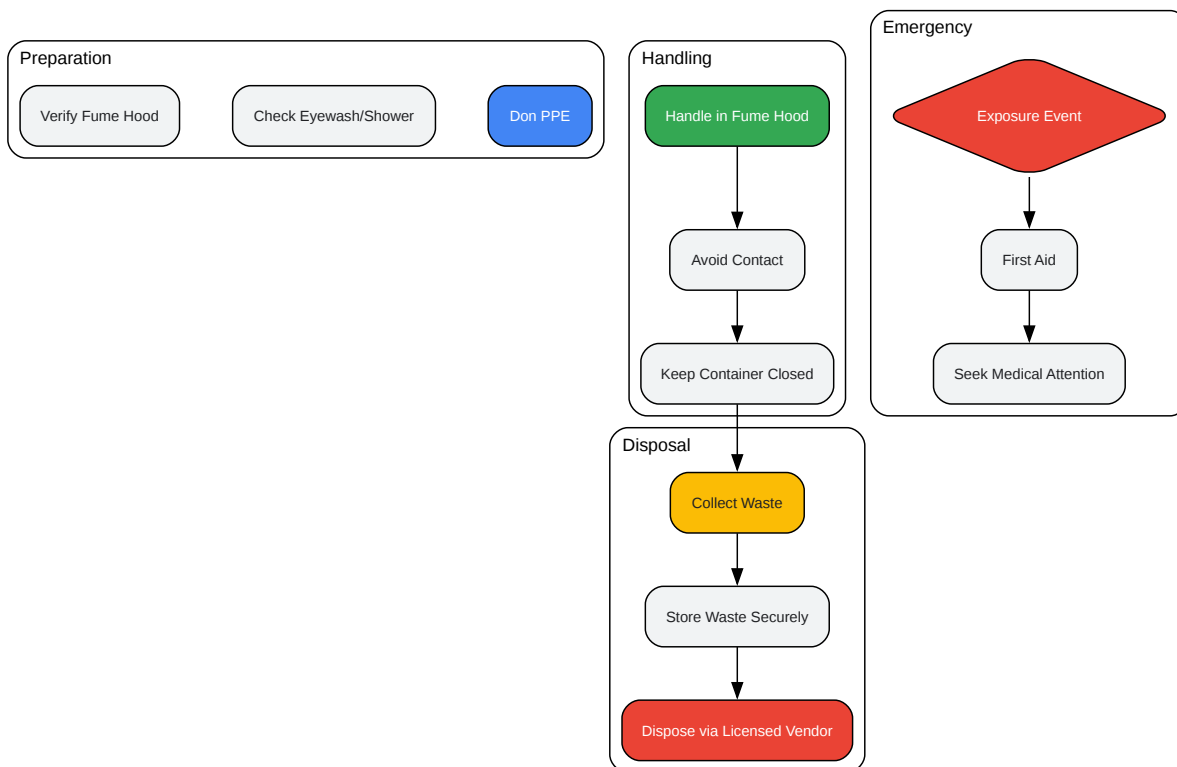 Preparation
Verify Fume Hood
Check Eyewash/Shower
Don PPE
Handling
Handle in Fume Hood
Avoid Contact
Keep Container Closed
Disposal
Collect Waste
Store Waste Securely
Dispose via Licensed Vendor
Emergency
Exposure Event
First Aid
Seek Medical Attention